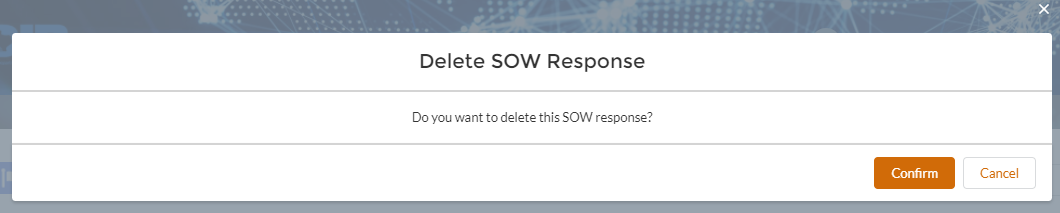 Delete SOW Response
Do you want to delete this SOW response?
Confirm
Cancel